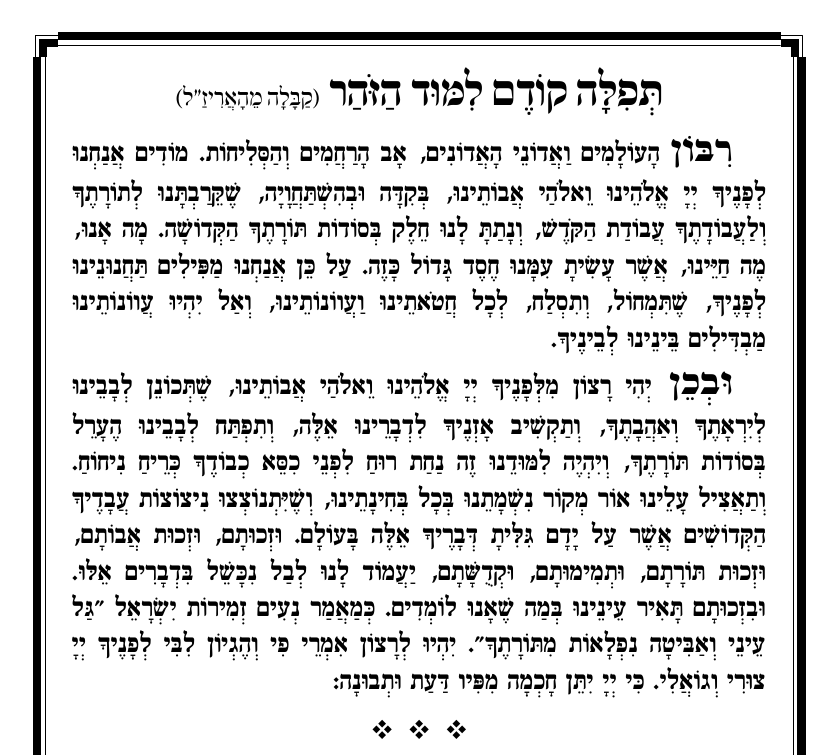 תְּפִלָּה קוֹדֶם לִמּוּד הַזֹּהַר (קַבָּלָה מֵהָאֲרִיזַ״ל)
רִבּוֹן הָעוֹלָמִים וַאֲדוֹנֵי הָאֲדוֹנִים, אָב הָרַחֲמִים וְהַסְּלִיחוֹת. מוֹדִים אֲנַחְנוּ
לְפָנֶיךָ יְיָ אֱלֹהֵינוּ וֵאלֹהֵי אֲבוֹתֵינוּ, בְּקִדָּה וּבְהִשְׁתַּחֲוָיָה, שֶׁקֵּרַבְתָּנוּ לְתוֹרָתֶךָ
וְלַעֲבוֹדָתֶךָ עֲבוֹדַת הַקֹּדֶשׁ, וְנָתַתָּ לָנוּ חֵלֶק בְּסוֹדוֹת תּוֹרָתֶךָ הַקְּדוֹשָׁה. מָה אָנוּ,
מֶה חַיֵּינוּ, אֲשֶׁר עָשִׂיתָ עִמָּנוּ חֶסֶד גָּדוֹל כָּזֶה. עַל כֵּן אֲנַחְנוּ מַפִּילִים תַּחֲנוּנֵינוּ
לְפָנֶיךָ, שֶׁתִּמְחוֹל, וְתִסְלַח, לְכָל חַטֹּאתֵינוּ וַעֲווֹנוֹתֵינוּ, וְאַל יִהְיוּ עֲווֹנוֹתֵינוּ
מַבְדִּילִים בֵּינֵינוּ לְבֵינֶיךָ.
וּבְכֵן יְהִי רָצוֹן מִלְּפָנֶיךָ יְיָ אֱלֹהֵינוּ וֵאלֹהֵי אֲבוֹתֵינוּ, שֶׁתְּכוֹנֵן לְבָבֵינוּ
לְיִרְאָתֶךָ וְאַהֲבָתֶךָ, וְתַקְשִׁיב אָזְנֶיךָ לִדְבָרֵינוּ אֵלֶּה, וְתִפְתַּח לְבָבֵינוּ הֶעָרֵל
בְּסוֹדוֹת תּוֹרָתֶךָ, וְיִהְיֶה לִמּוּדֵנוּ זֶה נַחַת רוּחַ לִפְנֵי כִסֵּא כְבוֹדֶךָ כְּרֵיחַ נִיחוֹחַ.
וְתַאֲצִיל עָלֵינוּ אוֹר מְקוֹר נִשְׁמָתֵנוּ בְּכָל בְּחִינָתֵינוּ, וְשֶׁיִּתְנוֹצְצוּ נִיצוֹצוֹת עֲבָדֶיךָ
הַקְּדוֹשִׁים אֲשֶׁר עַל יָדָם גִּלִּיתָ דְּבָרֶיךָ אֵלֶּה בָּעוֹלָם. וּזְכוּתָם, וּזְכוּת אֲבוֹתָם,
וּזְכוּת תּוֹרָתָם, וּתְמִימוּתָם, וּקְדֻשָּׁתָם, יַעֲמוֹד לָנוּ לְבַל נִכָּשֵׁל בִּדְבָרִים אֵלּוּ.
וּבִזְכוּתָם תָּאִיר עֵינֵינוּ בְּמַה שֶּׁאָנוּ לוֹמְדִים. כְּמַאֲמַר נְעִים זְמִירוֹת יִשְׂרָאֵל ״גַּל
עֵינַי וְאַבִּיטָה נִפְלָאוֹת מִתּוֹרָתֶךָ״. יִהְיוּ לְרָצוֹן אִמְרֵי פִי וְהֶגְיוֹן לִבִּי לְפָנֶיךָ יְיָ
צוּרִי וְגוֹאֲלִי. כִּי יְיָ יִתֵּן חָכְמָה מִפִּיו דַּעַת וּתְבוּנָה: